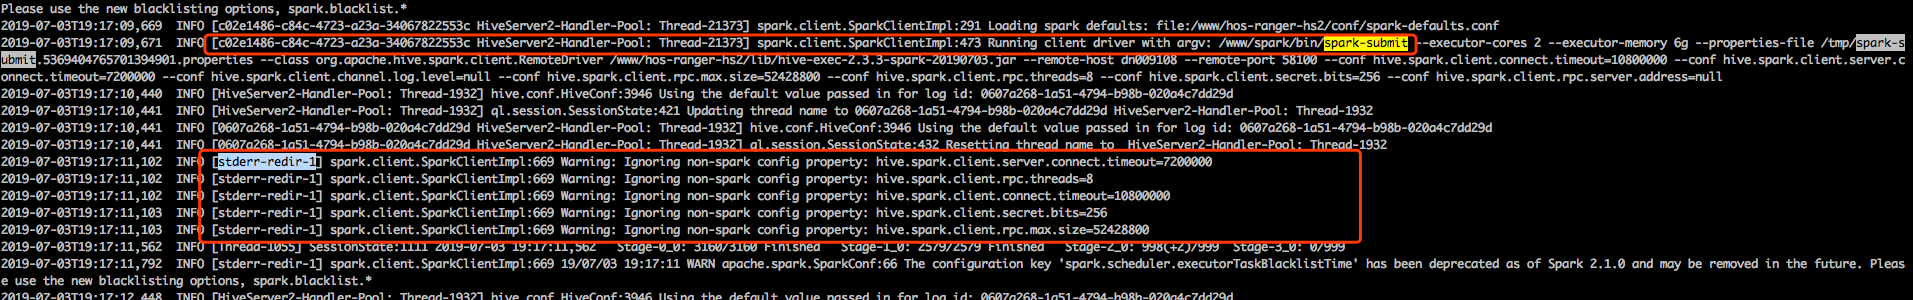 Please use the new blacklisting options, spark.blacklist.*
2019-07-03T19:17:09,669  INFO [c02e1486-c84c-4723-a23a-34067822553c HiveServer2-Handler-Pool: Thread-21373] spark.client.SparkClientImpl:291 Loading spark defaults: file:/www/hos-ranger-hs2/conf/spark-defaults.conf
2019-07-03T19:17:09,671  INFO [c02e1486-c84c-4723-a23a-34067822553c HiveServer2-Handler-Pool: Thread-21373] spark.client.SparkClientImpl:473 Running client driver with argv: /www/spark/bin/spark-submit --executor-cores 2 --executor-memory 6g --properties-file /tmp/spark-s
ubmit.5369404765701394901.properties --class org.apache.hive.spark.client.RemoteDriver /www/hos-ranger-hs2/lib/hive-exec-2.3.3-spark-20190703.jar --remote-host dn009108 --remote-port 58100 --conf hive.spark.client.connect.timeout=10800000 --conf hive.spark.client.server.c
onnect.timeout=7200000 --conf hive.spark.client.channel.log.level=null --conf hive.spark.client.rpc.max.size=52428800 --conf hive.spark.client.rpc.threads=8 --conf hive.spark.client.secret.bits=256 --conf hive.spark.client.rpc.server.address=null
2019-07-03T19:17:10,440  INFO [HiveServer2-Handler-Pool: Thread-1932] hive.conf.HiveConf:3946 Using the default value passed in for log id: 0607a268-1a51-4794-b98b-020a4c7dd29d
2019-07-03T19:17:10,441  INFO [HiveServer2-Handler-Pool: Thread-1932] ql.session.SessionState:421 Updating thread name to 0607a268-1a51-4794-b98b-020a4c7dd29d HiveServer2-Handler-Pool: Thread-1932
2019-07-03T19:17:10,441  INFO [0607a268-1a51-4794-b98b-020a4c7dd29d HiveServer2-Handler-Pool: Thread-1932] hive.conf.HiveConf:3946 Using the default value passed in for log id: 0607a268-1a51-4794-b98b-020a4c7dd29d
2019-07-03T19:17:10,441  INFO [0607a268-1a51-4794-b98b-020a4c7dd29d HiveServer2-Handler-Pool: Thread-1932] ql.session.SessionState:432 Resetting thread name to  HiveServer2-Handler-Pool: Thread-1932
2019-07-03T19:17:11,102  INFO [stderr-redir-1] spark.client.SparkClientImpl:669 Warning: Ignoring non-spark config property: hive.spark.client.server.connect.timeout=7200000
2019-07-03T19:17:11,102  INFO [stderr-redir-1] spark.client.SparkClientImpl:669 Warning: Ignoring non-spark config property: hive.spark.client.rpc.threads=8
2019-07-03T19:17:11,102  INFO [stderr-redir-1] spark.client.SparkClientImpl:669 Warning: Ignoring non-spark config property: hive.spark.client.connect.timeout=10800000
2019-07-03T19:17:11,103  INFO [stderr-redir-1] spark.client.SparkClientImpl:669 Warning: Ignoring non-spark config property: hive.spark.client.secret.bits=256
2019-07-03T19:17:11,103  INFO [stderr-redir-1] spark.client.SparkClientImpl:669 Warning: Ignoring non-spark config property: hive.spark.client.rpc.max.size=52428800
2019-07-03T19:17:11,562  INFO [Thread-1055] SessionState:1111 2019-07-03 19:17:11,562   Stage-0_0: 3160/3160 Finished   Stage-1_0: 2579/2579 Finished   Stage-2_0: 998(+2)/999  Stage-3_0: 0/999
2019-07-03T19:17:11,792  INFO [stderr-redir-1] spark.client.SparkClientImpl:669 19/07/03 19:17:11 WARN apache.spark.SparkConf:66 The configuration key 'spark.scheduler.executorTaskBlacklistTime' has been deprecated as of Spark 2.1.0 and may be removed in the future. Pleas
e use the new blacklisting options, spark.blacklist.*
2019-07-03T19:17:12,448  INFO [HiveServer2-Handler-Pool: Thread-1932] hive.conf.HiveConf:3946 Using the default value passed in for log id: 0607a268-1a51-4794-b98b-020a4c7dd29d